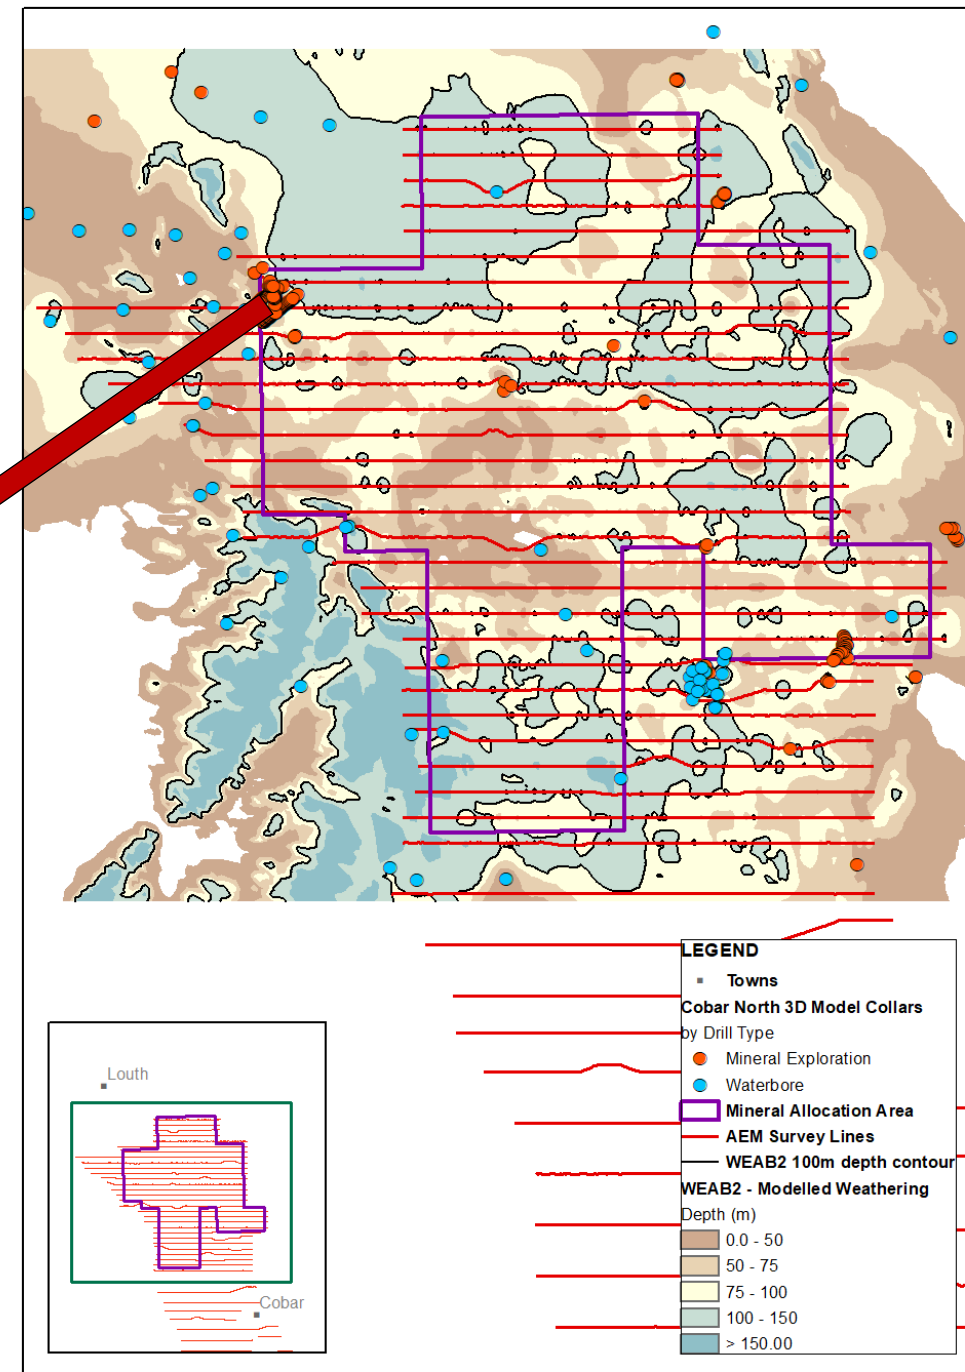 LEGEND
Towns
Cobar North 3D Model Collars
by Drill Type
Mineral Exploration
Waterbore
Mineral Allocation Area
AEM Survey Lines
WEAB2 100m depth contour
WEAB2 - Modelled Weathering
Depth (m)
0.0 - 50
50 - 75
75 - 100
100 - 150
> 150.00
Louth
Cobar